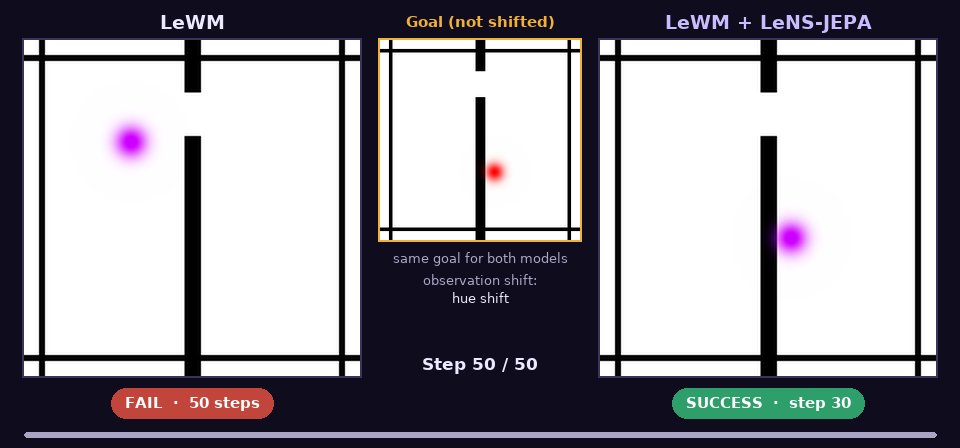 LeWM
Goal (not shifted)
LeWM + LeNS-JEPA
same goal for both models
observation shift:
hue shift
Step 50 / 50
FAIL · 50 steps
SUCCESS · step 30